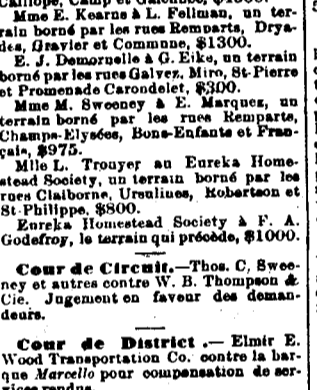 Calliope, Camp et Galennie, $1300.
Mme E. Kearne à L. Fellman, un ter-
rain borné par les rues Remparts, Drya-
des, Gravier et Commune, $1300.
E. J. Demornelle à G. Eike, un terrain
borné par les rues Galvez, Miro, St-Pierre
et Promenade Carondelet, $300.
Mme M. Sweeney à E. Marquez, un
terrain borné par les rues Remparts,
Champs-Elysées, Bons-Enfants et Fran-
çais, $975.
Mlle L. Trouyer au Eureka Home-
stead Society, un terrain borné par les
rues Claiborne, Ursulines, Robertson et
St-Philippe, $800.
Eureka Homestead Society à F. A.
Godefroy, le terrain qui précède, $1000.
Cour de Circuit.—Thos. C, Swee-
ney et autres contre W. B. Thompson &
Cie. Jugement en faveur des deman-
deurs.
Cour de District.— Elmir E.
Wood Transportation Co. contre la bar-
que Marcello pour compensation de ser-
vices rendus.